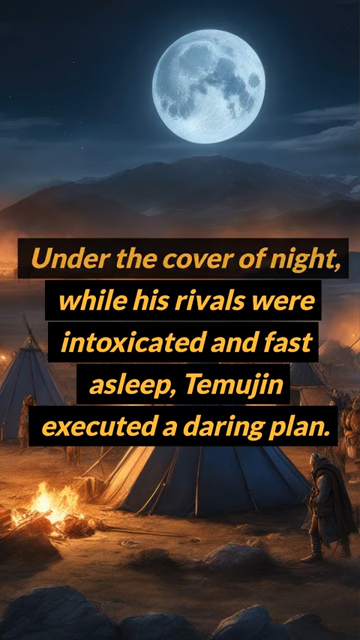 Under the cover of night,
while his rivals were
intoxicated and fast
asleep, Temujin
executed a daring plan.